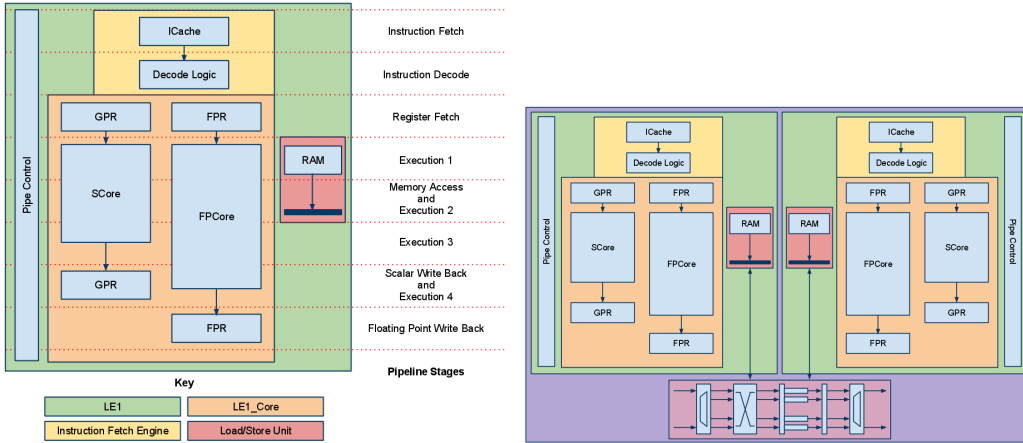 Pipe Control
ICache
Decode Logic
GPR
FPR
SCore
FPCore
GPR
FPR
RAM
Instruction Fetch
Instruction Decode
Register Fetch
Execution 1
Memory Access
and
Execution 2
Execution 3
Scalar Write Back
and
Execution 4
Floating Point Write Back
Pipeline Stages
Key
LE1
LE1_Core
Instruction Fetch Engine
Load/Store Unit
Pipe Control
ICache
Decode Logic
GPR
FPR
SCore
FPCore
GPR
FPR
RAM
RAM
ICache
Decode Logic
FPR
GPR
FPCore
SCore
GPR
FPR
Pipe Control